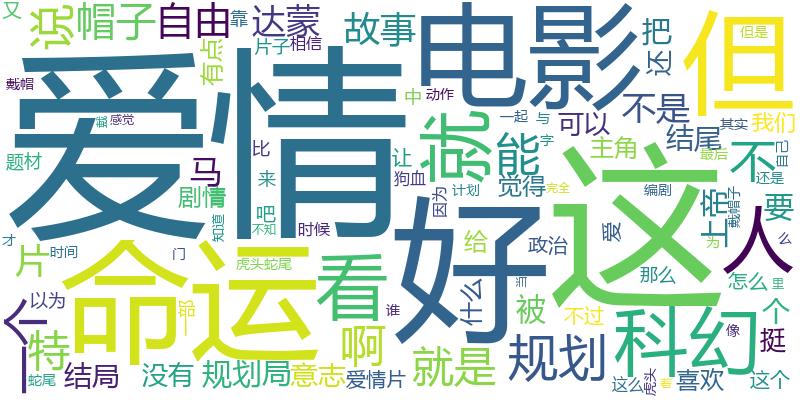 又 说 帽子 自由 靠 达蒙 故事 电影 把 但 但是
有点 片子 相信 还
戴帽 爱情 中 动作 就 不是 一起 与 其实 我们
感觉 能 可以 结尾 字
题材 马 比 让 狗血 主角 不 最后 自己
剧情 来 因为 觉得 计划 完全 编剧 还是
知道 吧 不知 好 这 上帝 戴帽子 要
才 时间 门 时候 给 政治 爱 人 为 么
片 命运 虎头蛇尾 看 什么 那么 怎么 里
个 以为 一部 谁 当 被 不过 科幻 像 个
一 特 啊 挺
蛇尾 结局 没有 规划局 意志 爱情片 就是 规划 这么 虎头 喜欢 着 这个